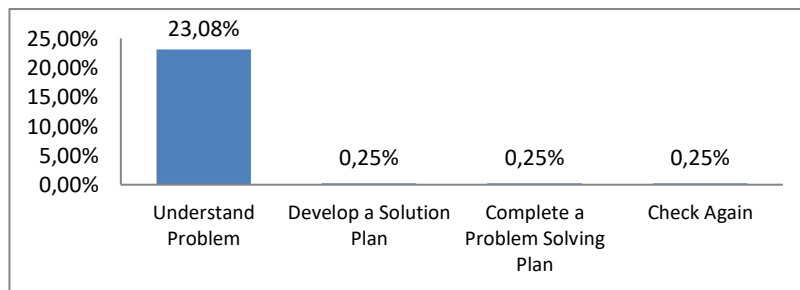 23,08%
25,00%
20,00%
15,00%
10,00%
5,00%
0,00%
0,25%
0,25%
0,25%
Understand
Problem
Develop a Solution
Plan
Complete a
Problem Solving
Plan
Check Again